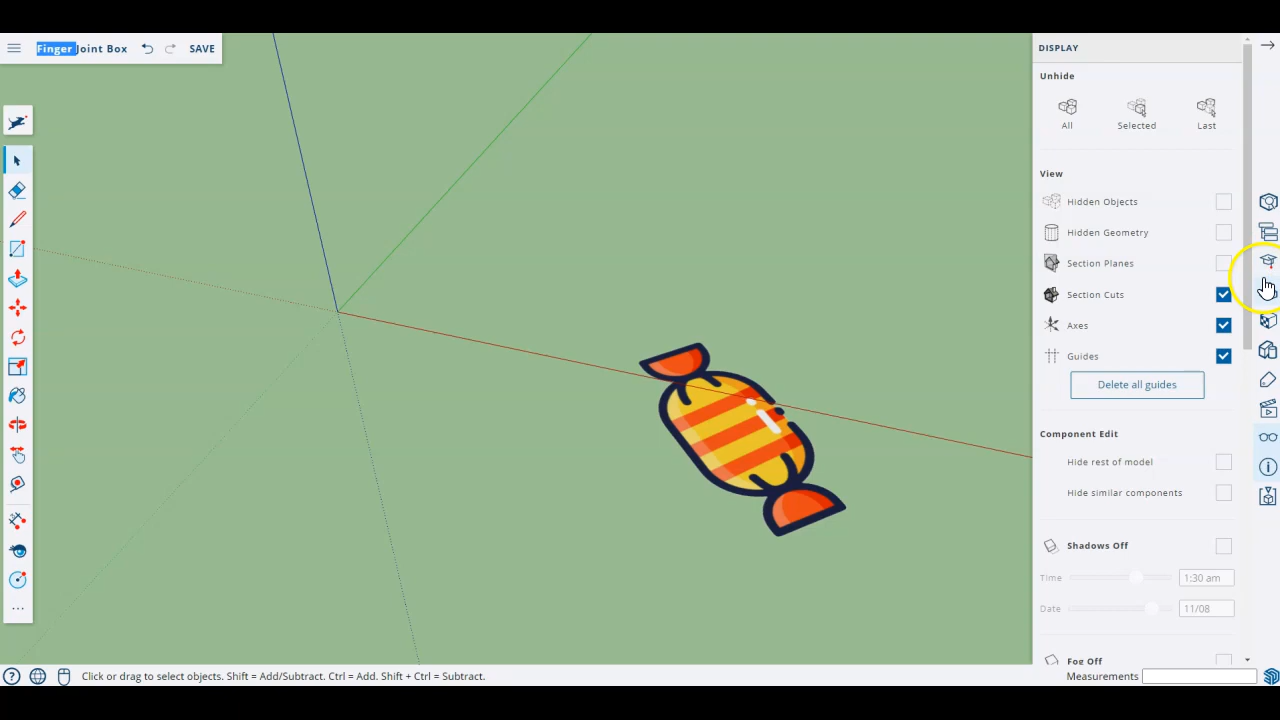 Finger Joint Box
SAVE
DISPLAY
Unhide
All Selected Last
View
Hidden Objects
Hidden Geometry
Section Planes
Section Cuts
Axes
Guides
Delete all guides
Component Edit
Hide rest of model
Hide similar components
Shadows Off
Time 1:30 am
Date 11/08
Fog Off
Click or drag to select objects. Shift = Add/Subtract. Ctrl = Add. Shift + Ctrl = Subtract.
Measurements